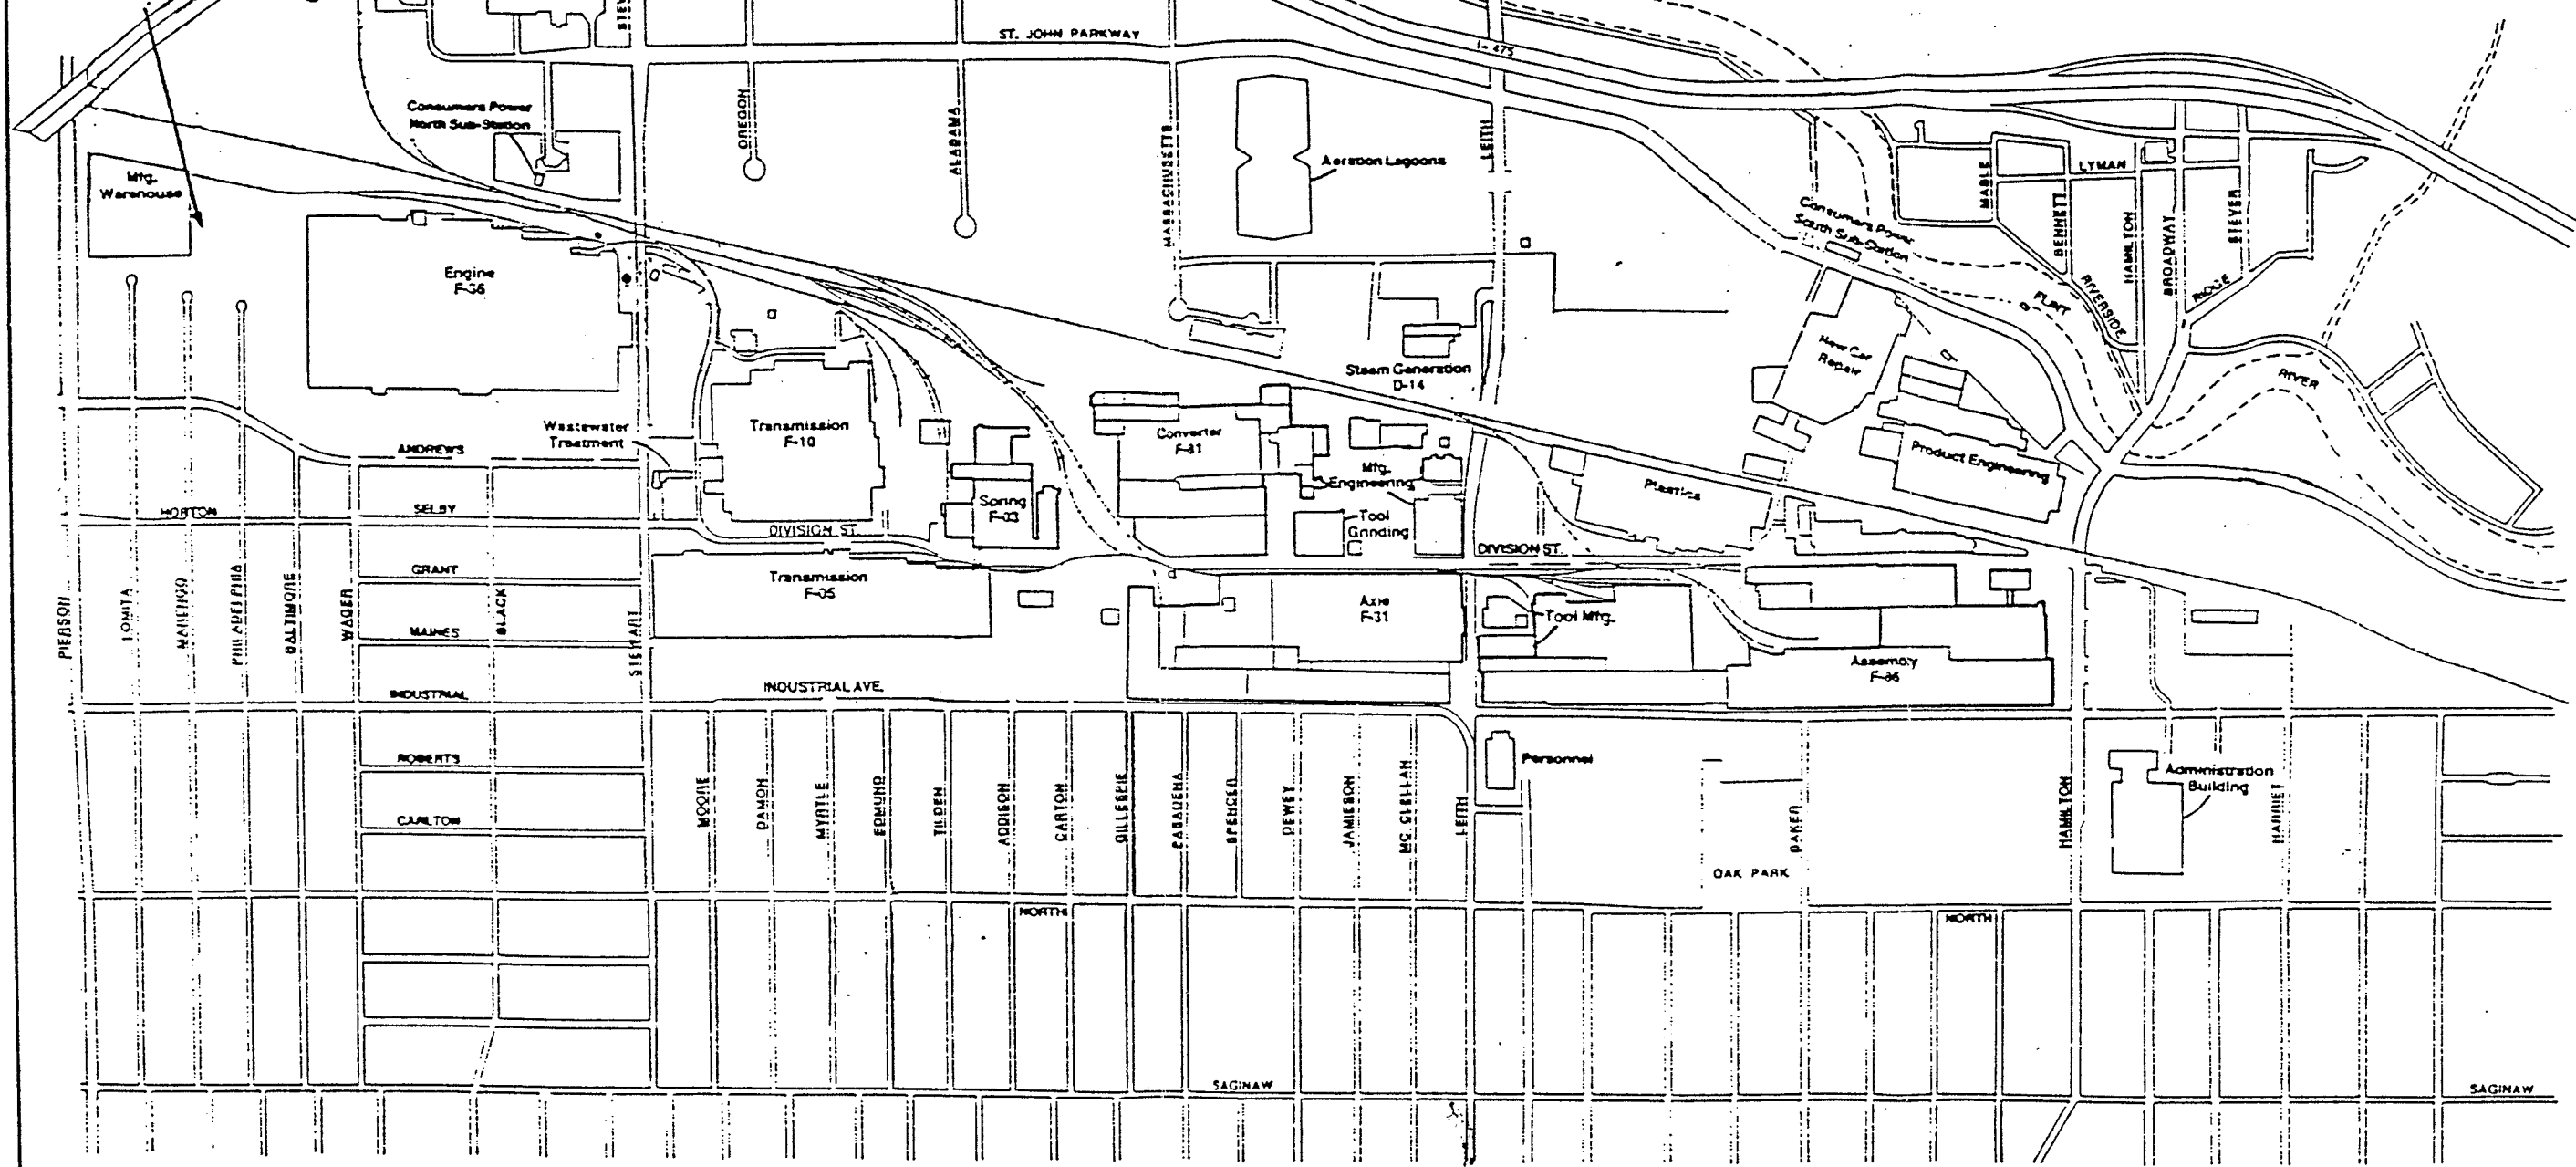 ST. JOHN PARKWAY
I-475
Consumers Power
North Sub-Station
OREGON
ALABAMA
MASSACHUSETTS
LEITH
Aeration Lagoons
Mfg.
Warehouse
MABLE
LYMAN
BENNETT
HAMILTON
BROADWAY
STEVER
RIDGE
RIVERSIDE
Consumers Power
South Sub-Station
FLINT
RIVER
Engine
F-36
New Car
Repair
Steam Generation
D-14
Wastewater
Treatment
Transmission
F-10
Converter
F-81
Mfg.
Engineering
Product Engineering
Plastics
ANDREWS
HORTON
SELBY
Spring
F-03
Tool
Grinding
DIVISION ST.
DIVISION ST.
GRANT
Transmission
F-05
Axle
F-31
Tool Mfg.
Assembly
F-86
PIERSON
LOMITA
MARENGO
PHILADELPHIA
BALTIMORE
WAGER
BLACK
STEWART
MAINES
INDUSTRIAL
INDUSTRIAL AVE.
ROBERTS
CARLTON
MOORE
DAMON
MYRTLE
EDMUND
TILDEN
ADDISON
CARTON
GILLESPIE
PASADENA
SPENCER
DEWEY
JAMIESON
MC CLELLAN
LEITH
Personnel
BAKER
OAK PARK
HAMILTON
Administration
Building
HARRIET
NORTH
NORTH
SAGINAW
SAGINAW